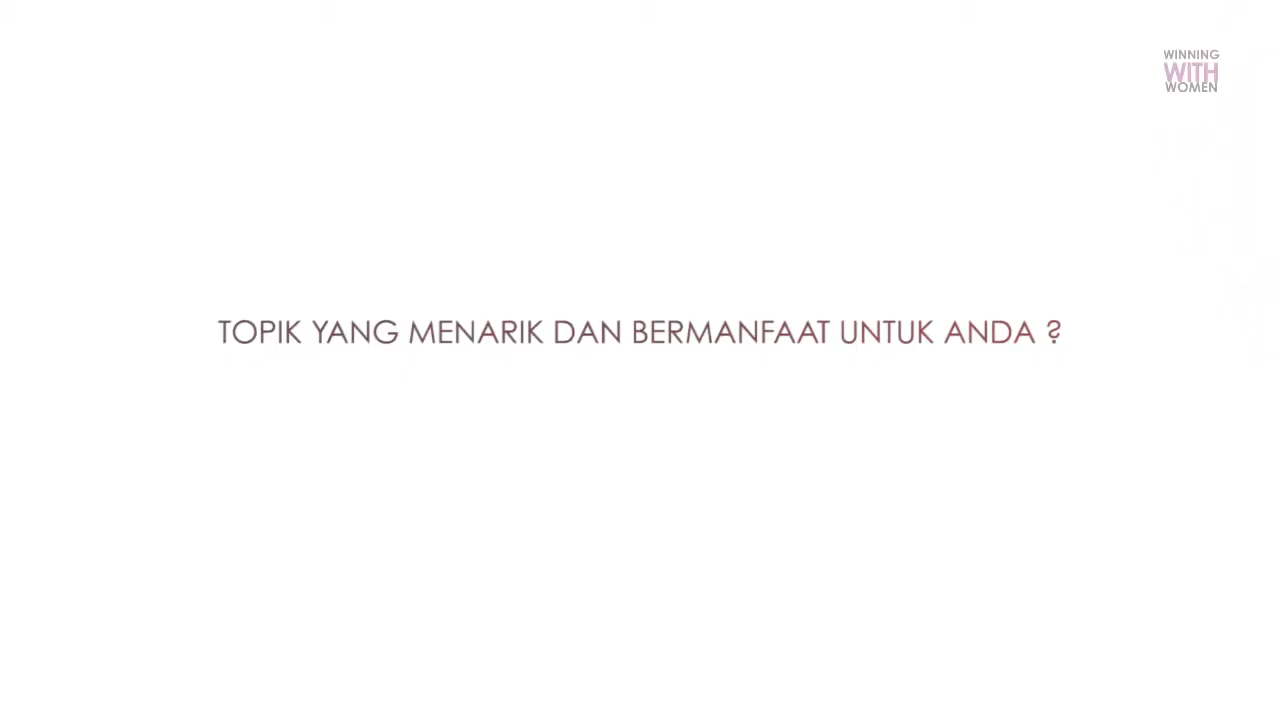 WINNING
WITH
WOMEN
TOPIK YANG MENARIK DAN BERMANFAAT UNTUK ANDA ?